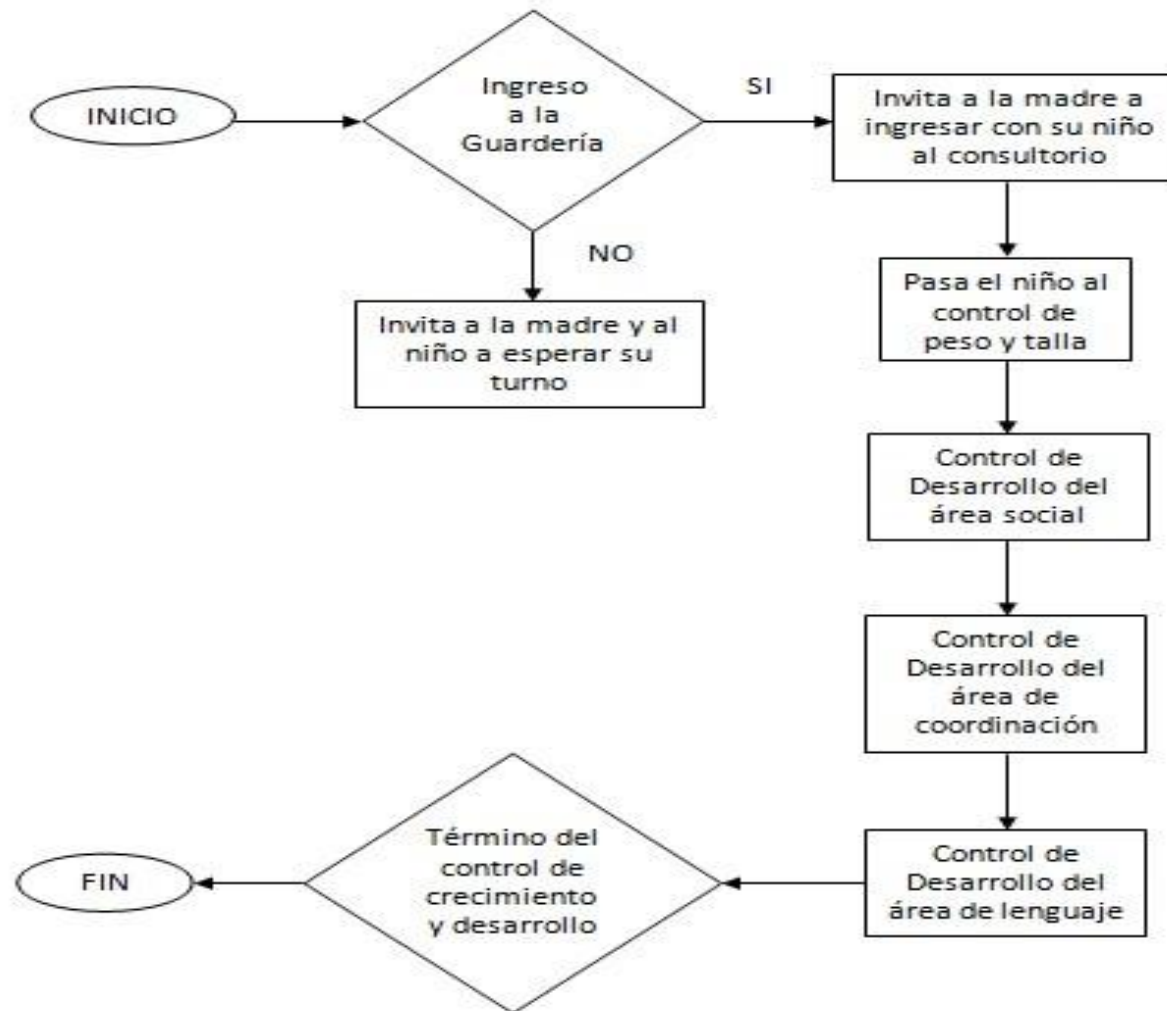 INICIO
Ingreso
a la
Guardería
SI
Invita a la madre a
ingresar con su niño
al consultorio
NO
Invita a la madre y al
niño a esperar su
turno
Pasa el niño al
control de
peso y talla
Control de
Desarrollo del
área social
Control de
Desarrollo del
área de
coordinación
Control de
Desarrollo del
área de lenguaje
Término del
control de
crecimiento
y desarrollo
FIN